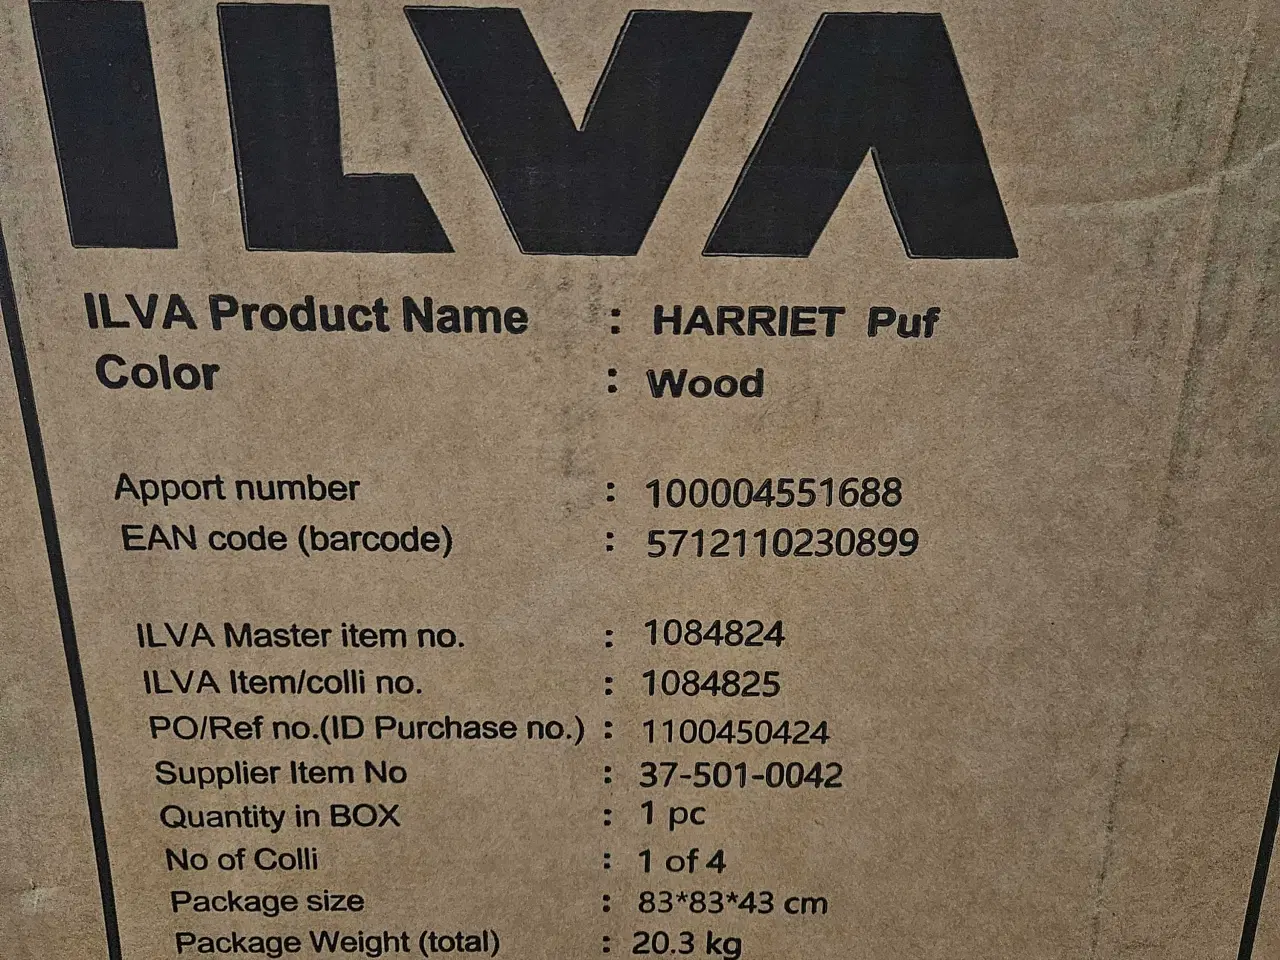 ILVA
ILVA Product Name : HARRIET Puf
Color : Wood
Apport number : 100004551688
EAN code (barcode) : 5712110230899
ILVA Master item no. : 1084824
ILVA Item/colli no. : 1084825
PO/Ref no.(ID Purchase no.) : 1100450424
Supplier Item No : 37-501-0042
Quantity in BOX : 1 pc
No of Colli : 1 of 4
Package size : 83*83*43 cm
Package Weight (total) : 20.3 kg